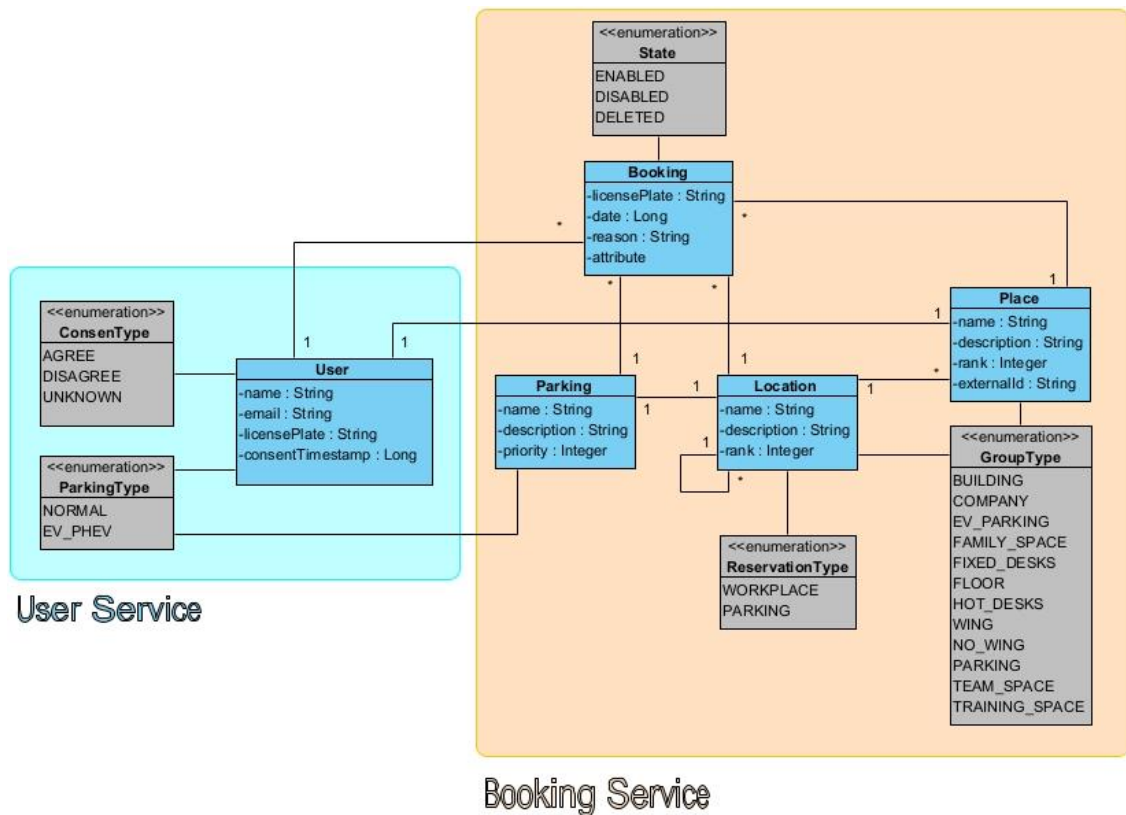 <<enumeration>>
State
ENABLED
DISABLED
DELETED
Booking
-licensePlate : String
-date : Long
-reason : String
-attribute
*
*
*
*
1
1
1
1
<<enumeration>>
ConsenType
AGREE
DISAGREE
UNKNOWN
User
-name : String
-email : String
-licensePlate : String
-consentTimestamp : Long
<<enumeration>>
ParkingType
NORMAL
EV_PHEV
User Service
1
1
Parking
-name : String
-description : String
-priority : Integer
1
1
Location
-name : String
-description : String
-rank : Integer
1
*
1
*
Place
-name : String
-description : String
-rank : Integer
-externalId : String
<<enumeration>>
ReservationType
WORKPLACE
PARKING
<<enumeration>>
GroupType
BUILDING
COMPANY
EV_PARKING
FAMILY_SPACE
FIXED_DESKS
FLOOR
HOT_DESKS
WING
NO_WING
PARKING
TEAM_SPACE
TRAINING_SPACE
Booking Service